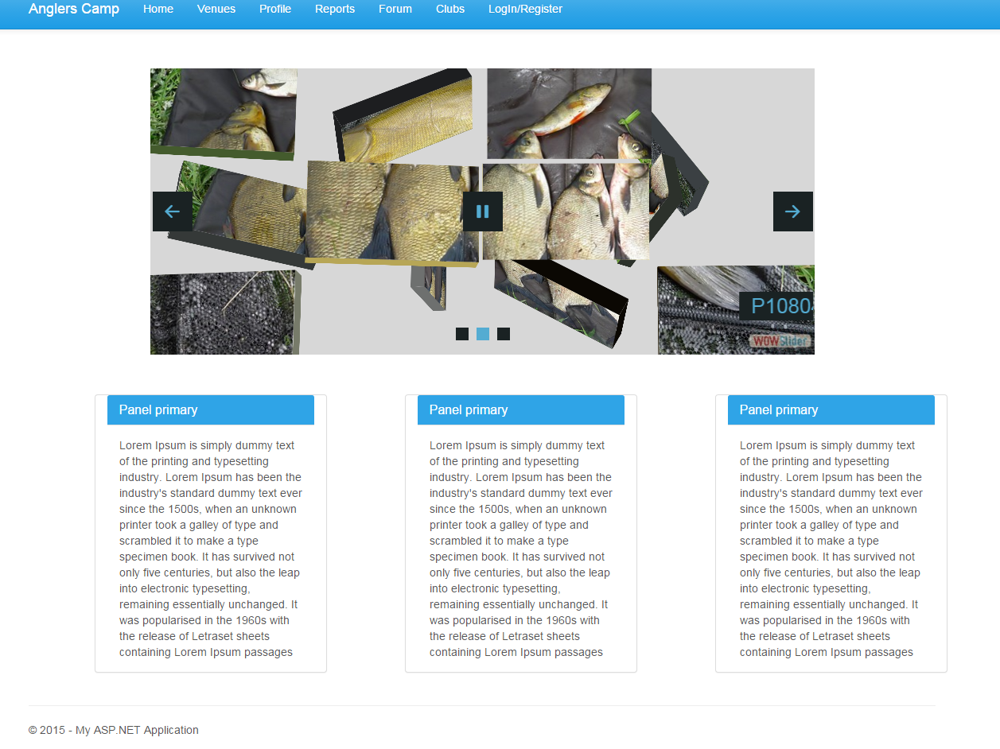 Anglers Camp Home Venues Profile Reports Forum Clubs LogIn/Register
P1080
WOWSlider
Panel primary
Lorem Ipsum is simply dummy text
of the printing and typesetting
industry. Lorem Ipsum has been the
industry's standard dummy text ever
since the 1500s, when an unknown
printer took a galley of type and
scrambled it to make a type
specimen book. It has survived not
only five centuries, but also the leap
into electronic typesetting,
remaining essentially unchanged. It
was popularised in the 1960s with
the release of Letraset sheets
containing Lorem Ipsum passages
Panel primary
Lorem Ipsum is simply dummy text
of the printing and typesetting
industry. Lorem Ipsum has been the
industry's standard dummy text ever
since the 1500s, when an unknown
printer took a galley of type and
scrambled it to make a type
specimen book. It has survived not
only five centuries, but also the leap
into electronic typesetting,
remaining essentially unchanged. It
was popularised in the 1960s with
the release of Letraset sheets
containing Lorem Ipsum passages
Panel primary
Lorem Ipsum is simply dummy text
of the printing and typesetting
industry. Lorem Ipsum has been the
industry's standard dummy text ever
since the 1500s, when an unknown
printer took a galley of type and
scrambled it to make a type
specimen book. It has survived not
only five centuries, but also the leap
into electronic typesetting,
remaining essentially unchanged. It
was popularised in the 1960s with
the release of Letraset sheets
containing Lorem Ipsum passages
© 2015 - My ASP.NET Application